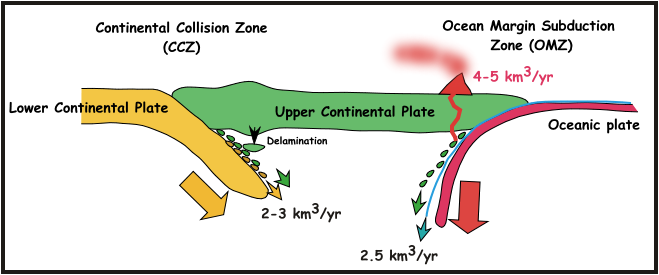 Continental Collision Zone
(CCZ)
Ocean Margin Subduction
Zone (OMZ)
4-5 km³/yr
Lower Continental Plate
Upper Continental Plate
Oceanic plate
Delamination
2-3 km³/yr
2.5 km³/yr